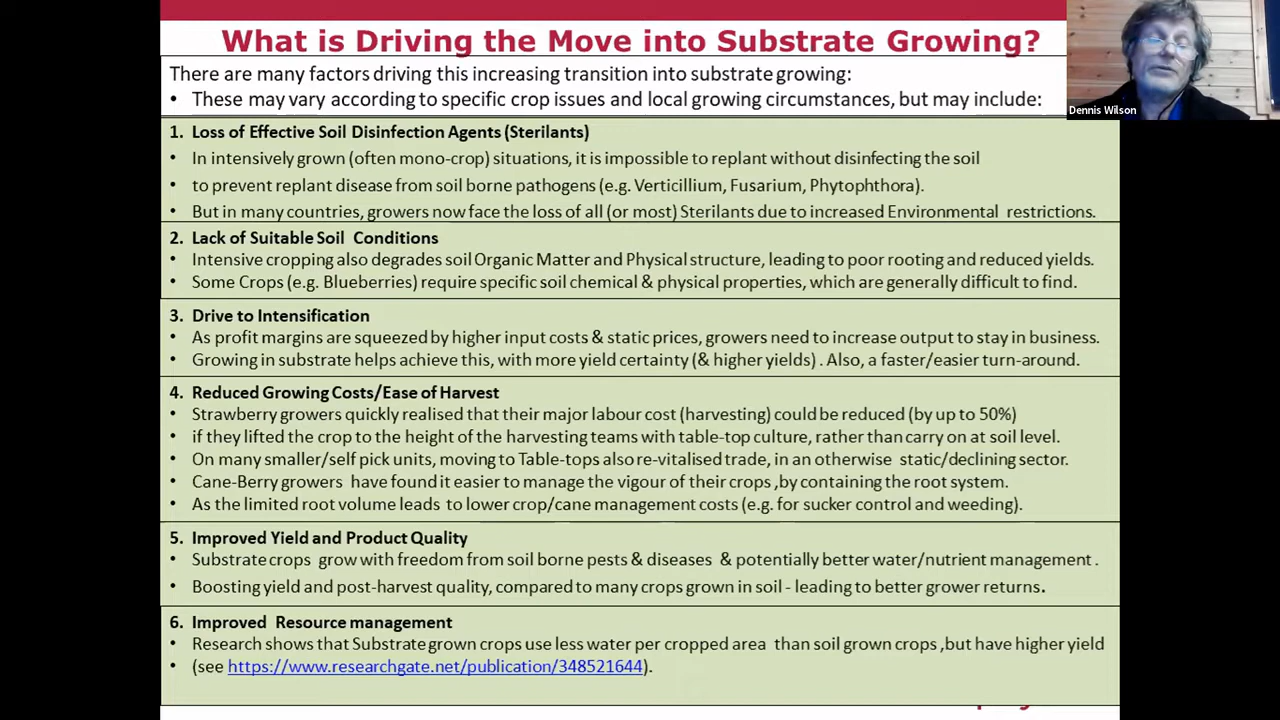 What is Driving the Move into Substrate Growing?
There are many factors driving this increasing transition into substrate growing:
• These may vary according to specific crop issues and local growing circumstances, but may include:
Dennis Wilson
1. Loss of Effective Soil Disinfection Agents (Sterilants)
• In intensively grown (often mono-crop) situations, it is impossible to replant without disinfecting the soil
• to prevent replant disease from soil borne pathogens (e.g. Verticillium, Fusarium, Phytophthora).
• But in many countries, growers now face the loss of all (or most) Sterilants due to increased Environmental restrictions.
2. Lack of Suitable Soil Conditions
• Intensive cropping also degrades soil Organic Matter and Physical structure, leading to poor rooting and reduced yields.
• Some Crops (e.g. Blueberries) require specific soil chemical & physical properties, which are generally difficult to find.
3. Drive to Intensification
• As profit margins are squeezed by higher input costs & static prices, growers need to increase output to stay in business.
• Growing in substrate helps achieve this, with more yield certainty (& higher yields) . Also, a faster/easier turn-around.
4. Reduced Growing Costs/Ease of Harvest
• Strawberry growers quickly realised that their major labour cost (harvesting) could be reduced (by up to 50%)
• if they lifted the crop to the height of the harvesting teams with table-top culture, rather than carry on at soil level.
• On many smaller/self pick units, moving to Table-tops also re-vitalised trade, in an otherwise static/declining sector.
• Cane-Berry growers have found it easier to manage the vigour of their crops ,by containing the root system.
• As the limited root volume leads to lower crop/cane management costs (e.g. for sucker control and weeding).
5. Improved Yield and Product Quality
• Substrate crops grow with freedom from soil borne pests & diseases & potentially better water/nutrient management .
• Boosting yield and post-harvest quality, compared to many crops grown in soil - leading to better grower returns.
6. Improved Resource management
• Research shows that Substrate grown crops use less water per cropped area than soil grown crops ,but have higher yield
• (see https://www.researchgate.net/publication/348521644).